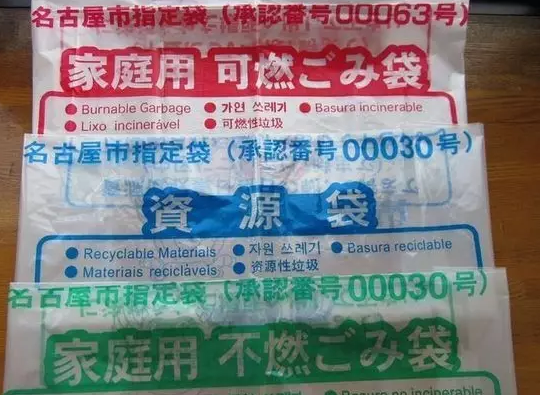 名古屋市指定袋（承認番号00063号）
家庭用 可燃ごみ袋
● Burnable Garbage ● 가연 쓰레기 ● Basura incinerable
● Lixo incinerável ● 可燃性垃圾
名古屋市指定袋（承認番号00030号）
資源袋
● Recyclable Materials ● 자원 쓰레기 ● Basura reciclable
● Materiais reciclàveis ● 资源性垃圾
名古屋市指定袋（承認番号00030号）
家庭用 不燃ごみ袋
● Basura no incinerable